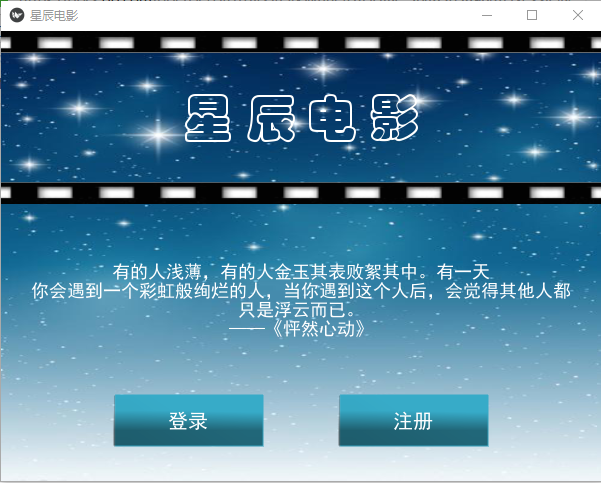 星辰电影
星辰电影
有的人浅薄，有的人金玉其表败絮其中。有一天
你会遇到一个彩虹般绚烂的人，当你遇到这个人后，会觉得其他人都
只是浮云而已。
——《怦然心动》
登录
注册